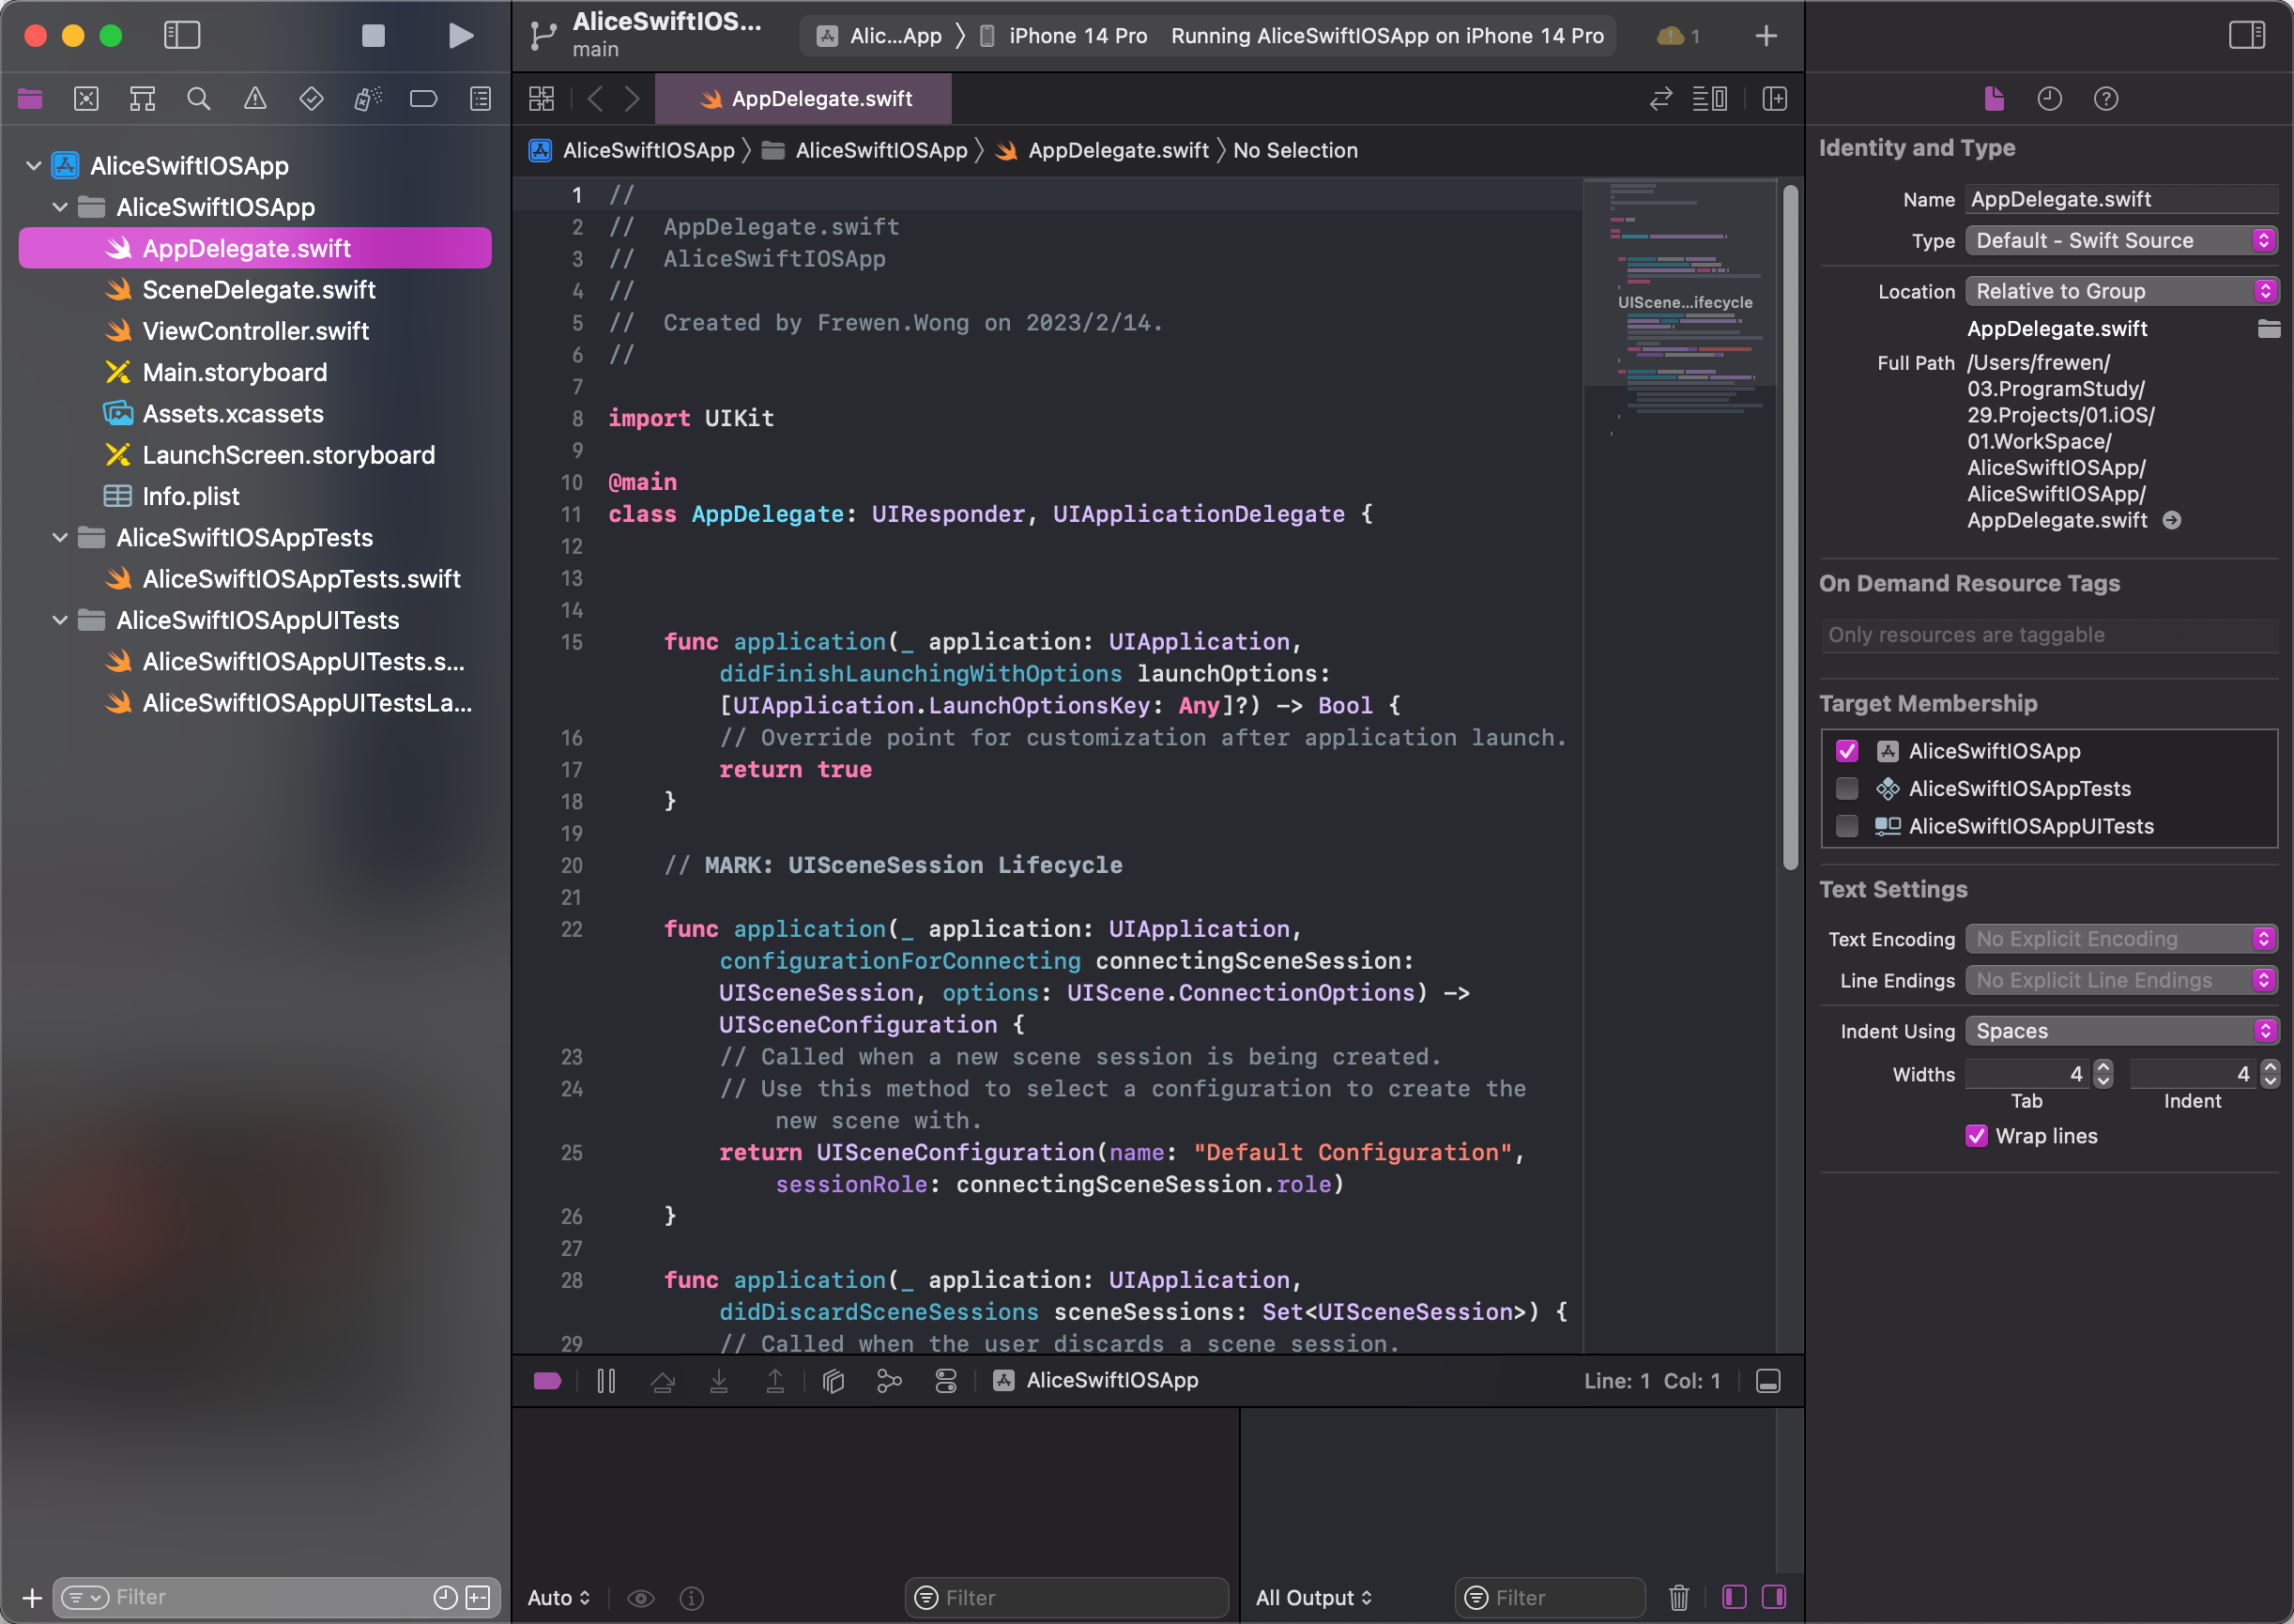 AliceSwiftIOS...
main
Alic...App
iPhone 14 Pro
Running AliceSwiftIOSApp on iPhone 14 Pro
1
AliceSwiftIOSApp
AliceSwiftIOSApp
AppDelegate.swift
SceneDelegate.swift
ViewController.swift
Main.storyboard
Assets.xcassets
LaunchScreen.storyboard
Info.plist
AliceSwiftIOSAppTests
AliceSwiftIOSAppTests.swift
AliceSwiftIOSAppUITests
AliceSwiftIOSAppUITests.s...
AliceSwiftIOSAppUITestsLa...
Filter
AppDelegate.swift
AliceSwiftIOSApp
AliceSwiftIOSApp
AppDelegate.swift
No Selection
1 //
2 //  AppDelegate.swift
3 //  AliceSwiftIOSApp
4 //
5 //  Created by Frewen.Wong on 2023/2/14.
6 //
7
8 import UIKit
9
10 @main
11 class AppDelegate: UIResponder, UIApplicationDelegate {
12
13
14
15     func application(_ application: UIApplication,
        didFinishLaunchingWithOptions launchOptions:
        [UIApplication.LaunchOptionsKey: Any]?) -> Bool {
16         // Override point for customization after application launch.
17         return true
18     }
19
20     // MARK: UISceneSession Lifecycle
21
22     func application(_ application: UIApplication,
        configurationForConnecting connectingSceneSession:
        UISceneSession, options: UIScene.ConnectionOptions) ->
        UISceneConfiguration {
23         // Called when a new scene session is being created.
24         // Use this method to select a configuration to create the
            new scene with.
25         return UISceneConfiguration(name: "Default Configuration",
            sessionRole: connectingSceneSession.role)
26     }
27
28     func application(_ application: UIApplication,
        didDiscardSceneSessions sceneSessions: Set<UISceneSession>) {
29         // Called when the user discards a scene session.
UIScene...ifecycle
AliceSwiftIOSApp
Line: 1 Col: 1
Auto
Filter
All Output
Filter
Identity and Type
Name AppDelegate.swift
Type Default - Swift Source
Location Relative to Group
AppDelegate.swift
Full Path /Users/frewen/
03.ProgramStudy/
29.Projects/01.iOS/
01.WorkSpace/
AliceSwiftIOSApp/
AliceSwiftIOSApp/
AppDelegate.swift
On Demand Resource Tags
Only resources are taggable
Target Membership
AliceSwiftIOSApp
AliceSwiftIOSAppTests
AliceSwiftIOSAppUITests
Text Settings
Text Encoding No Explicit Encoding
Line Endings No Explicit Line Endings
Indent Using Spaces
Widths 4 4
Tab Indent
Wrap lines